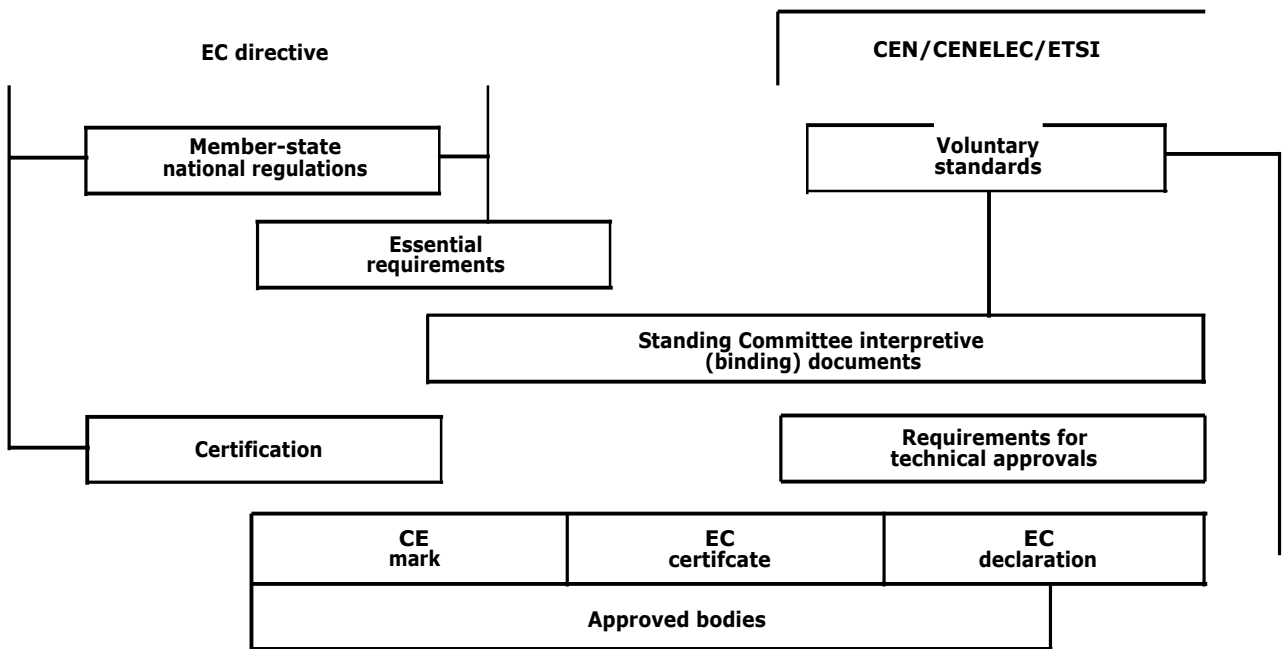 EC directive
CEN/CENELEC/ETSI
Member-state
national regulations
Voluntary
standards
Essential
requirements
Standing Committee interpretive
(binding) documents
Certification
Requirements for
technical approvals
CE
mark
EC
certifcate
EC
declaration
Approved bodies